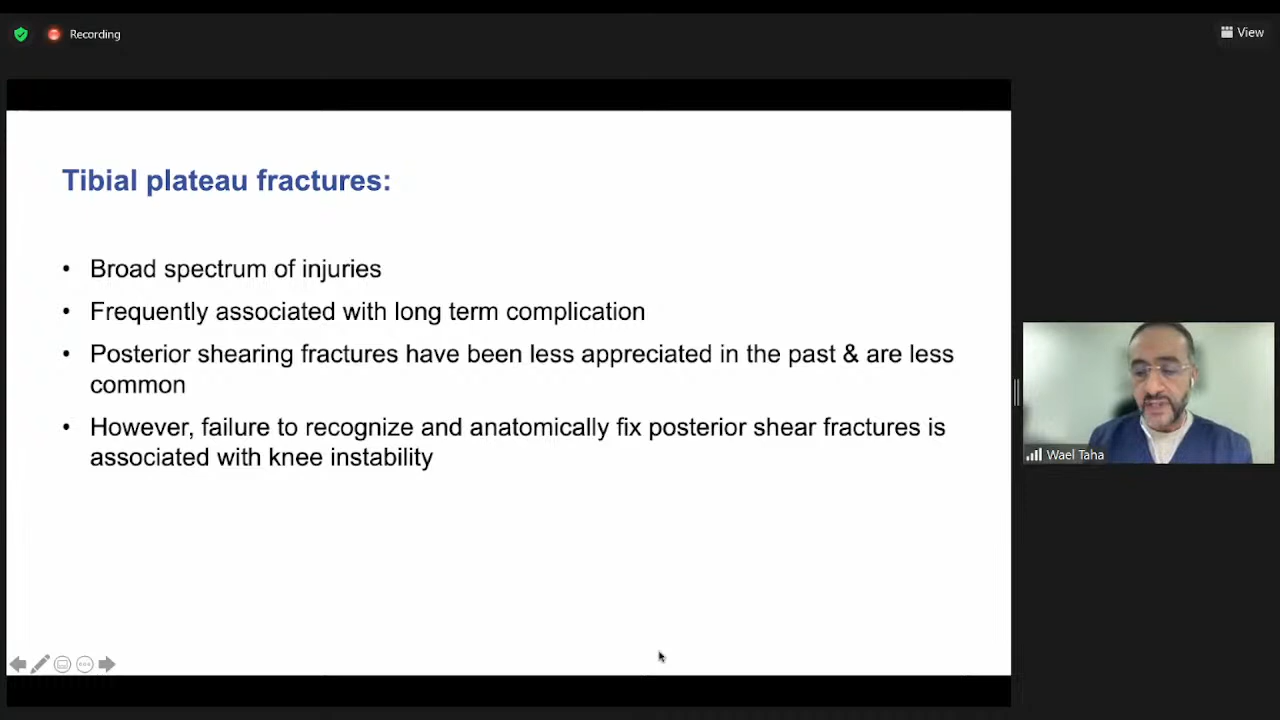 Recording
View
Tibial plateau fractures:
• Broad spectrum of injuries
• Frequently associated with long term complication
• Posterior shearing fractures have been less appreciated in the past & are less
common
• However, failure to recognize and anatomically fix posterior shear fractures is
associated with knee instability
Wael Taha